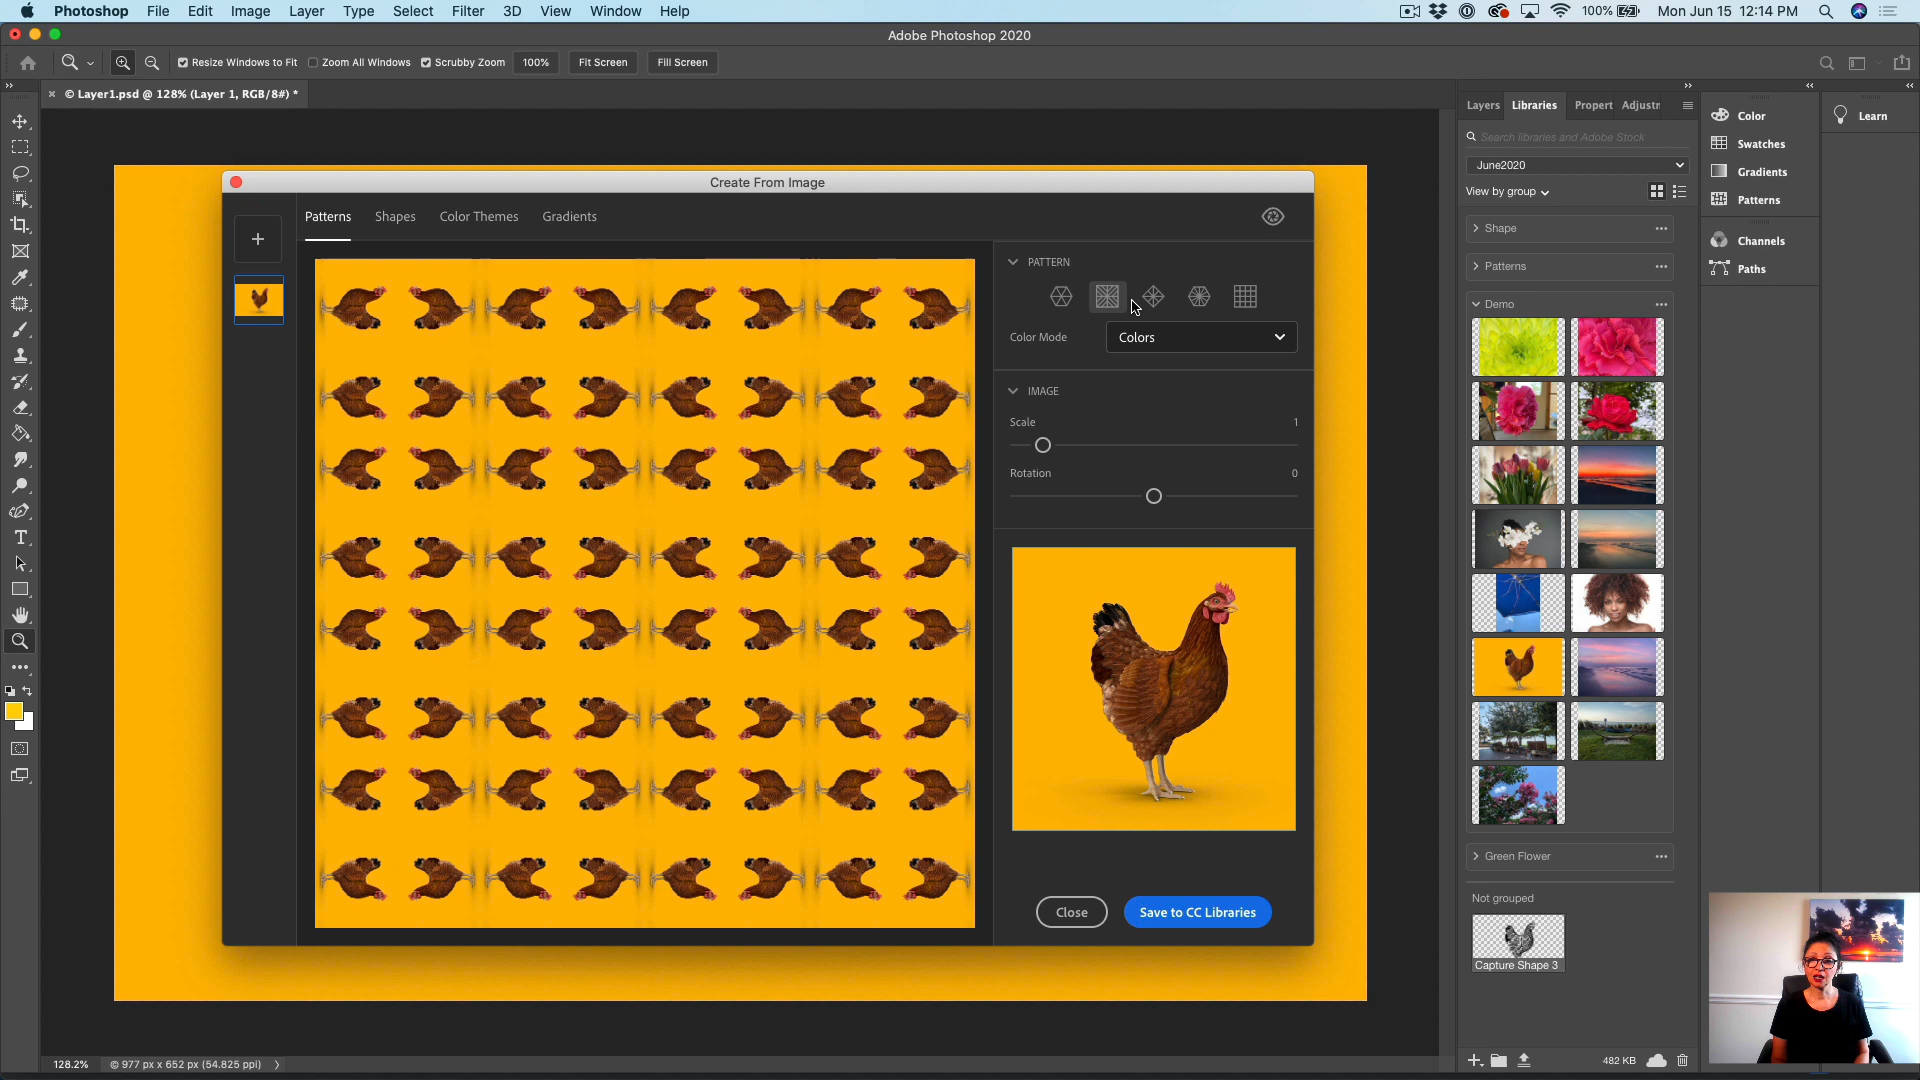 Photoshop File Edit Image Layer Type Select Filter 3D View Window Help 100% Mon Jun 15 12:14 PM
Adobe Photoshop 2020
Resize Windows to Fit Zoom All Windows Scrubby Zoom 100% Fit Screen Fill Screen
© Layer1.psd @ 128% (Layer 1, RGB/8#) *
Create From Image
Patterns Shapes Color Themes Gradients
PATTERN
Color Mode Colors
IMAGE
Scale 1
Rotation 0
Close Save to CC Libraries
128.2% © 977 px x 652 px (54.825 ppi)
Layers Libraries Propert Adjustr
Search libraries and Adobe Stock
June2020
View by group
Shape
Patterns
Demo
Green Flower
Not grouped
Capture Shape 3
482 KB
Color
Swatches
Gradients
Patterns
Channels
Paths
Learn